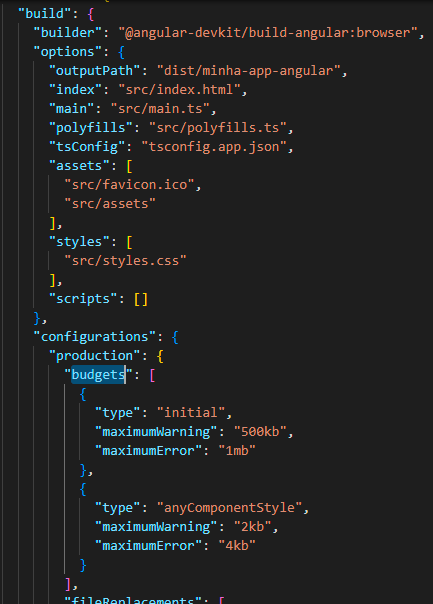 "build": {
"builder": "@angular-devkit/build-angular:browser",
"options": {
"outputPath": "dist/minha-app-angular",
"index": "src/index.html",
"main": "src/main.ts",
"polyfills": "src/polyfills.ts",
"tsConfig": "tsconfig.app.json",
"assets": [
"src/favicon.ico",
"src/assets"
],
"styles": [
"src/styles.css"
],
"scripts": []
},
"configurations": {
"production": {
"budgets": [
{
"type": "initial",
"maximumWarning": "500kb",
"maximumError": "1mb"
},
{
"type": "anyComponentStyle",
"maximumWarning": "2kb",
"maximumError": "4kb"
}
],
"fileReplacements": [